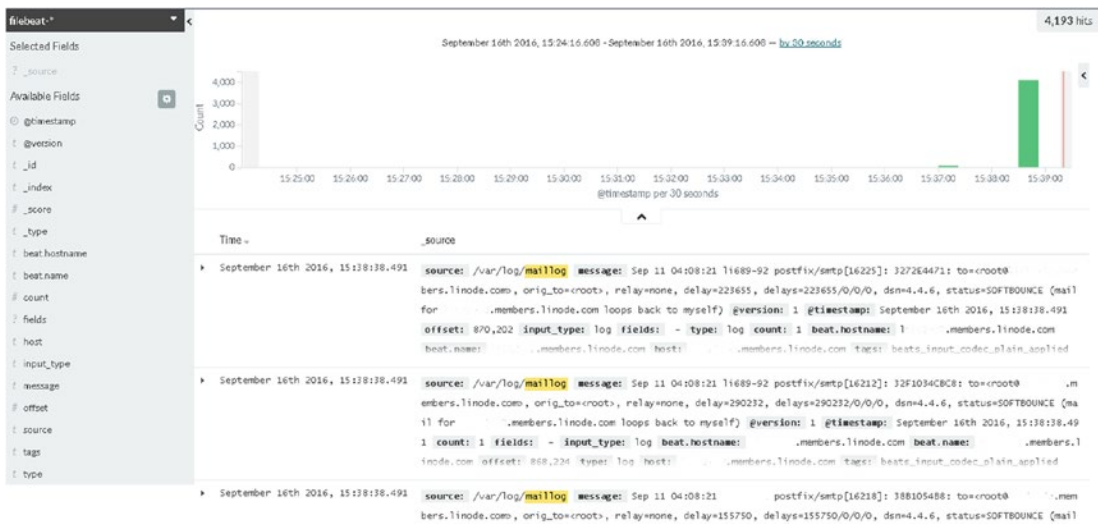 filebeat-*
4,193 hits
Selected Fields
? _source
Available Fields
@timestamp
t @version
t _id
t _index
# _score
t _type
t beat.hostname
t beat.name
# count
? fields
t host
t input_type
t message
# offset
t source
t tags
t type
September 16th 2016, 15:24:16.608 - September 16th 2016, 15:39:16.608 — by 30 seconds
Count
4,000
3,000
2,000
1,000
0
15:25:00 15:26:00 15:27:00 15:28:00 15:29:00 15:30:00 15:31:00 15:32:00 15:33:00 15:34:00 15:35:00 15:36:00 15:37:00 15:38:00 15:39:00
@timestamp per 30 seconds
Time _source
September 16th 2016, 15:38:38.491 source: /var/log/maillog message: Sep 11 04:08:21 li689-92 postfix/smtp[16225]: 3272E4471: to=<root@
bers.linode.com>, orig_to=<root>, relay=none, delay=223655, delays=223655/0/0/0, dsn=4.4.6, status=SOFTBOUNCE (mail
for .members.linode.com loops back to myself) @version: 1 @timestamp: September 16th 2016, 15:38:38.491
offset: 870,202 input_type: log fields: - type: log count: 1 beat.hostname: l .members.linode.com
beat.name: .members.linode.com host: .members.linode.com tags: beats_input_codec_plain_applied
September 16th 2016, 15:38:38.491 source: /var/log/maillog message: Sep 11 04:08:21 li689-92 postfix/smtp[16212]: 32F1034CBC8: to=<root@ .m
embers.linode.com>, orig_to=<root>, relay=none, delay=290232, delays=290232/0/0/0, dsn=4.4.6, status=SOFTBOUNCE (ma
il for .members.linode.com loops back to myself) @version: 1 @timestamp: September 16th 2016, 15:38:38.49
1 count: 1 fields: - input_type: log beat.hostname: .members.linode.com beat.name: .members.l
inode.com offset: 868,224 type: log host: .members.linode.com tags: beats_input_codec_plain_applied
September 16th 2016, 15:38:38.491 source: /var/log/maillog message: Sep 11 04:08:21 postfix/smtp[16218]: 38B1054B8: to=<root@ .mem
bers.linode.com>, orig_to=<root>, relay=none, delay=155750, delays=155750/0/0/0, dsn=4.4.6, status=SOFTBOUNCE (mail